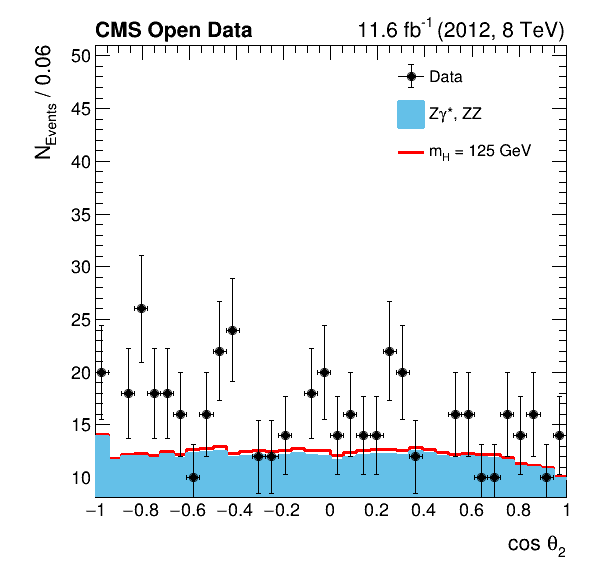 CMS Open Data 11.6 fb⁻¹ (2012, 8 TeV)
N_Events / 0.06
50
45
40
35
30
25
20
15
10
Data
Zγ*, ZZ
m_H = 125 GeV
−1 −0.8 −0.6 −0.4 −0.2 0 0.2 0.4 0.6 0.8 1
cos θ₂